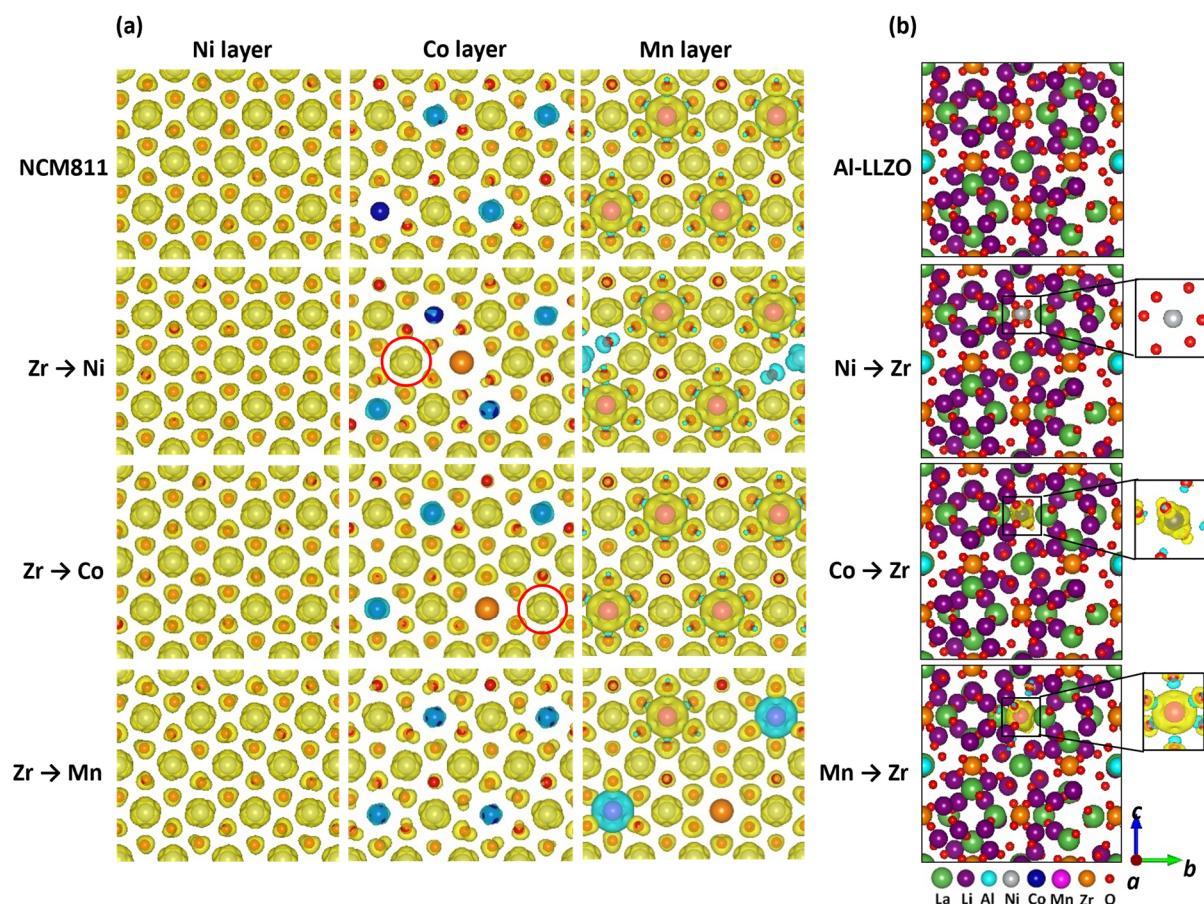 (a)
(b)
Ni layer Co layer Mn layer
NCM811
Al-LLZO
Zr → Ni
Ni → Zr
Zr → Co
Co → Zr
Zr → Mn
Mn → Zr
c
a
b
La Li Al Ni Co Mn Zr O